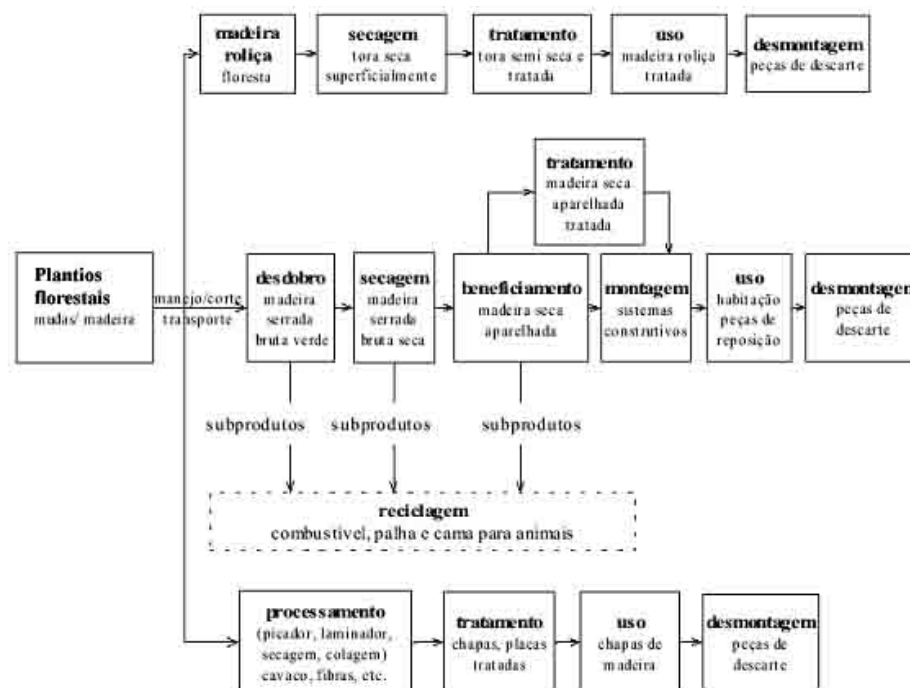 madeira
roliça
floresta
secagem
tora seca
superficialmente
tratamento
tora semi seca e
tratada
uso
madeira roliça
tratada
desmontagem
peças de descarte
tratamento
madeira seca
aparelhada
tratada
Plantios
florestais
mudas/ madeira
manejo/corte
transporte
desdobro
madeira
serrada
bruta verde
secagem
madeira
serrada
bruta seca
beneficiamento
madeira seca
aparelhada
montagem
sistemas
construtivos
uso
habitação
peças de
reposição
desmontagem
peças de
descarte
subprodutos
subprodutos
subprodutos
reciclagem
combustível, palha e cama para animais
processamento
(picador, laminador,
secagem, colagem)
cavaco, fibras, etc.
tratamento
chapas, placas
tratadas
uso
chapas de
madeira
desmontagem
peças de
descarte